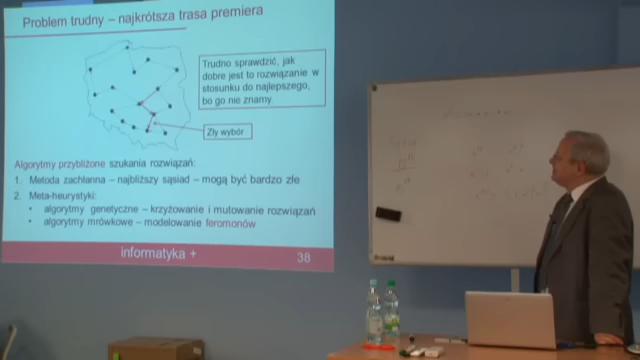 Problem trudny – najkrótsza trasa premiera
Trudno sprawdzić, jak
dobre jest to rozwiązanie w
stosunku do najlepszego,
bo go nie znamy
Zły wybór
Algorytmy przybliżone szukania rozwiązań:
1. Metoda zachłanna – najbliższy sąsiad – mogą być bardzo złe
2. Meta-heurystyki:
• algorytmy genetyczne – krzyżowanie i mutowanie rozwiązań
• algorytmy mrówkowe – modelowanie feromonów
informatyka +
38